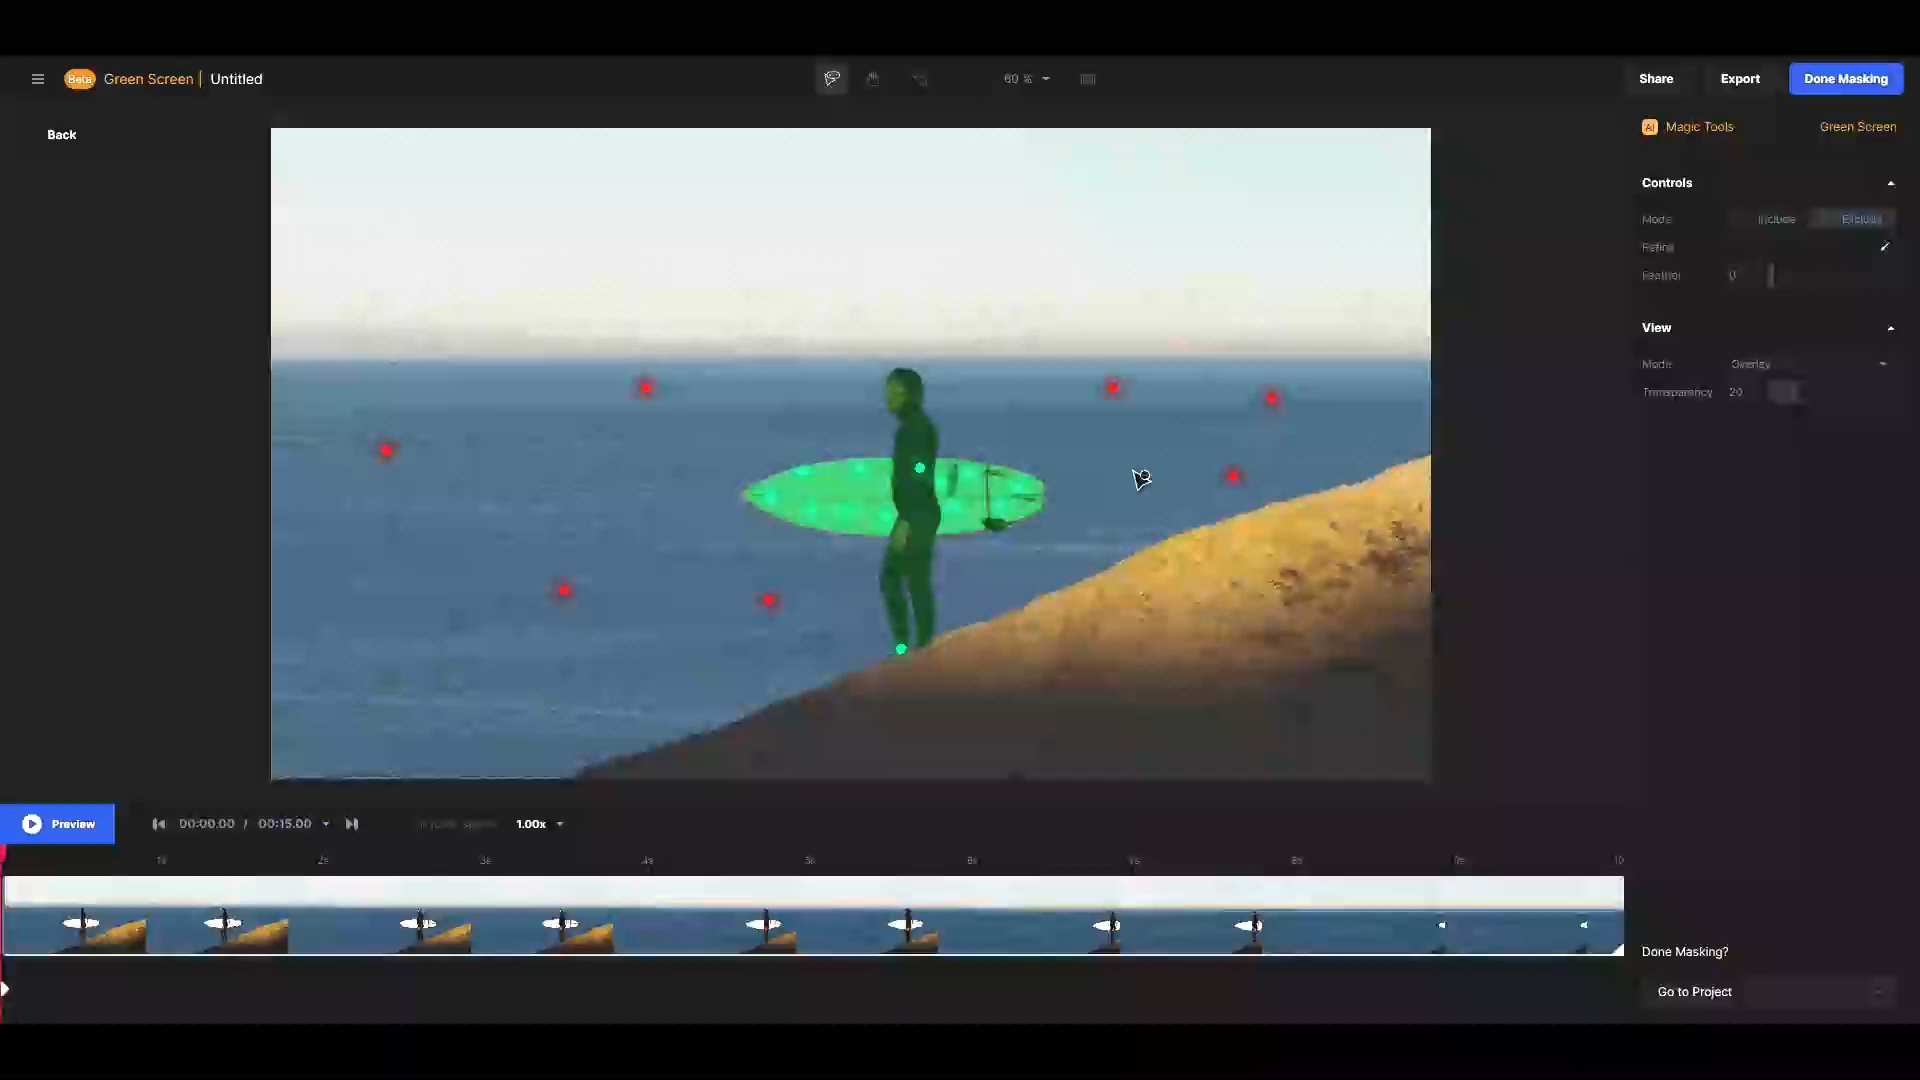 Beta Green Screen | Untitled
60 %
Share
Export
Done Masking
Back
AI Magic Tools
Green Screen
Controls
Mode
Include
Exclude
Refine
Feather
0
View
Mode
Overlay
Transparency
20
Preview
00:00.00 / 00:15.00
1.00x
1s
2s
3s
4s
5s
6s
7s
8s
9s
10
Done Masking?
Go to Project